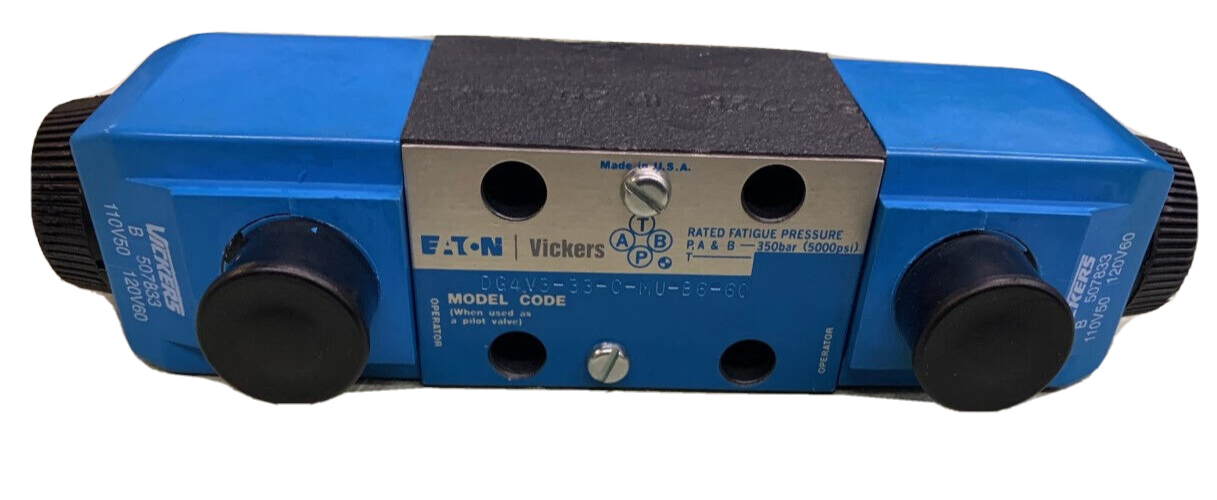 Made in U.S.A.
EATON | Vickers
T
A B
P
RATED FATIGUE PRESSURE
P, A & B — 350bar (5000psi)
T
DG4V3-33-C-MU-B6-60
MODEL CODE
(When used as
a pilot valve)
OPERATOR
OPERATOR
VICKERS
B 507833
110V50 120V60
VICKERS
B 507833
110V50 120V60